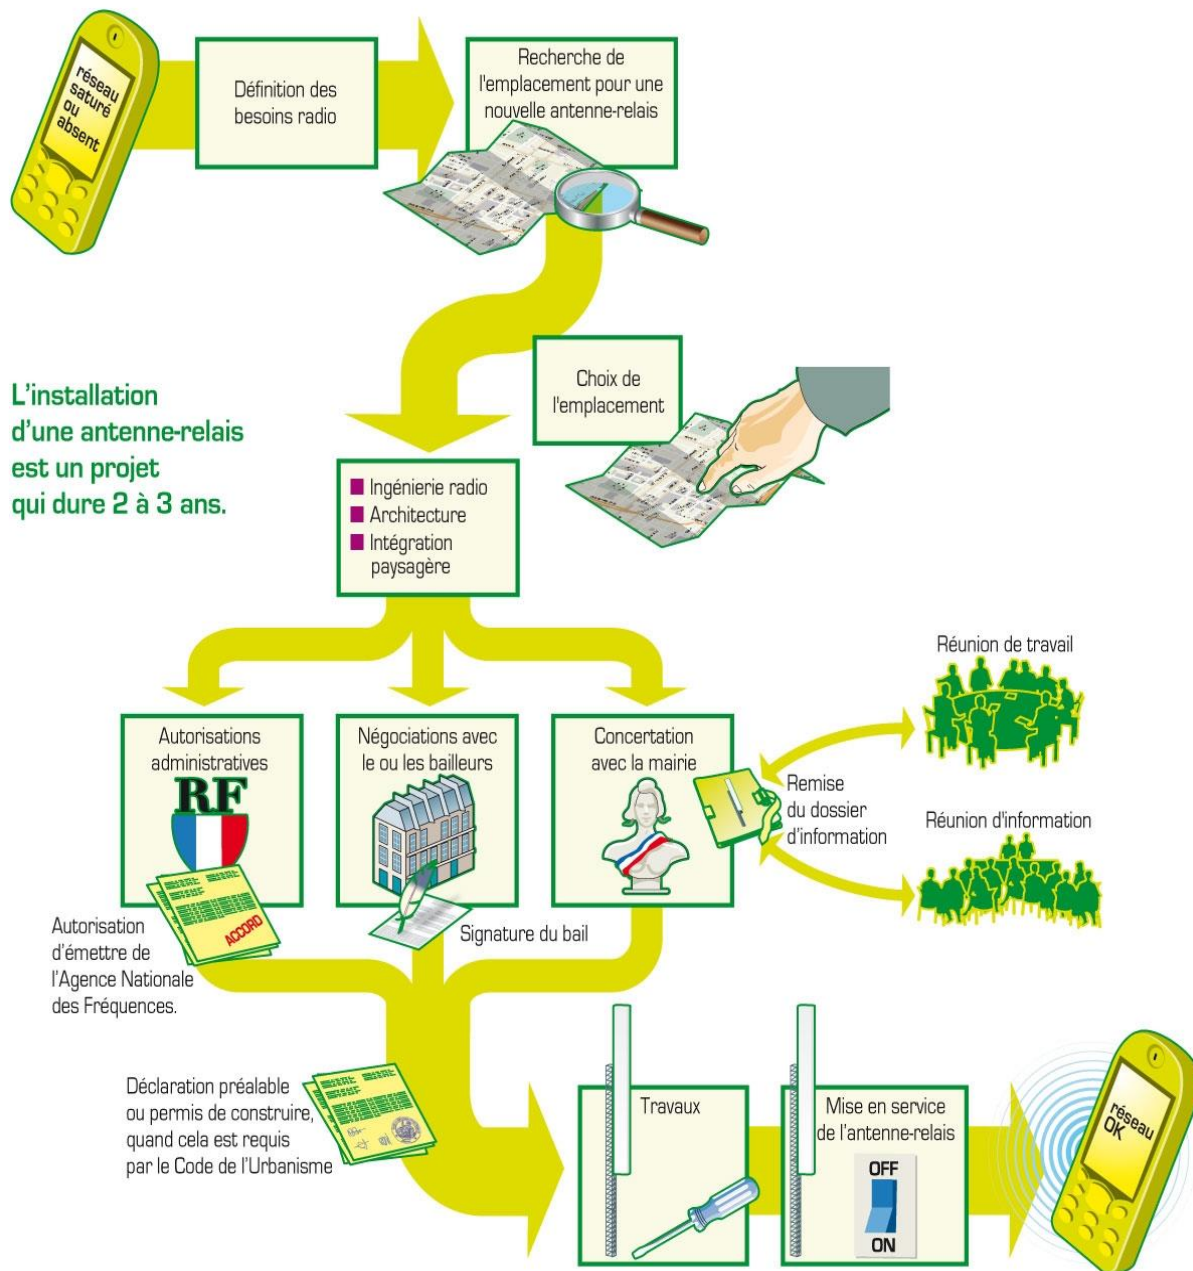 réseau
saturé
ou
absent
Définition des
besoins radio
Recherche de
l'emplacement pour une
nouvelle antenne-relais
L'installation
d'une antenne-relais
est un projet
qui dure 2 à 3 ans.
Choix de
l'emplacement
Ingénierie radio
Architecture
Intégration
paysagère
Autorisations
administratives
RF
ACCORD
Autorisation
d'émettre de
l'Agence Nationale
des Fréquences.
Négociations avec
le ou les bailleurs
Signature du bail
Concertation
avec la mairie
Remise
du dossier
d'information
Réunion de travail
Réunion d'information
Déclaration préalable
ou permis de construire,
quand cela est requis
par le Code de l'Urbanisme
Travaux
Mise en service
de l'antenne-relais
OFF
ON
réseau
OK